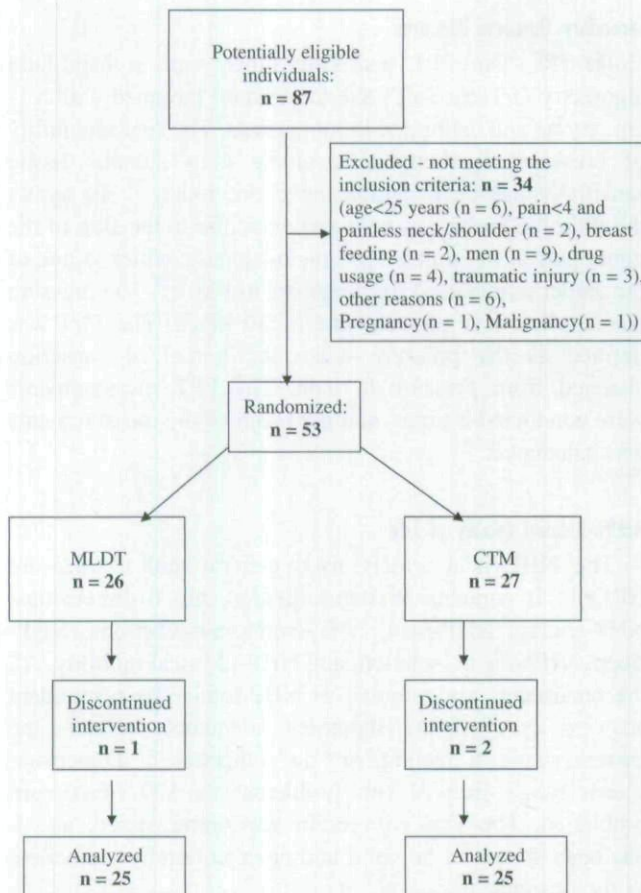 Potentially eligible
individuals:
n = 87
Excluded - not meeting the
inclusion criteria: n = 34
(age<25 years (n = 6), pain<4 and
painless neck/shoulder (n = 2), breast
feeding (n = 2), men (n = 9), drug
usage (n = 4), traumatic injury (n = 3),
other reasons (n = 6),
Pregnancy(n = 1), Malignancy(n = 1))
Randomized:
n = 53
MLDT
n = 26
CTM
n = 27
Discontinued
intervention
n = 1
Discontinued
intervention
n = 2
Analyzed
n = 25
Analyzed
n = 25